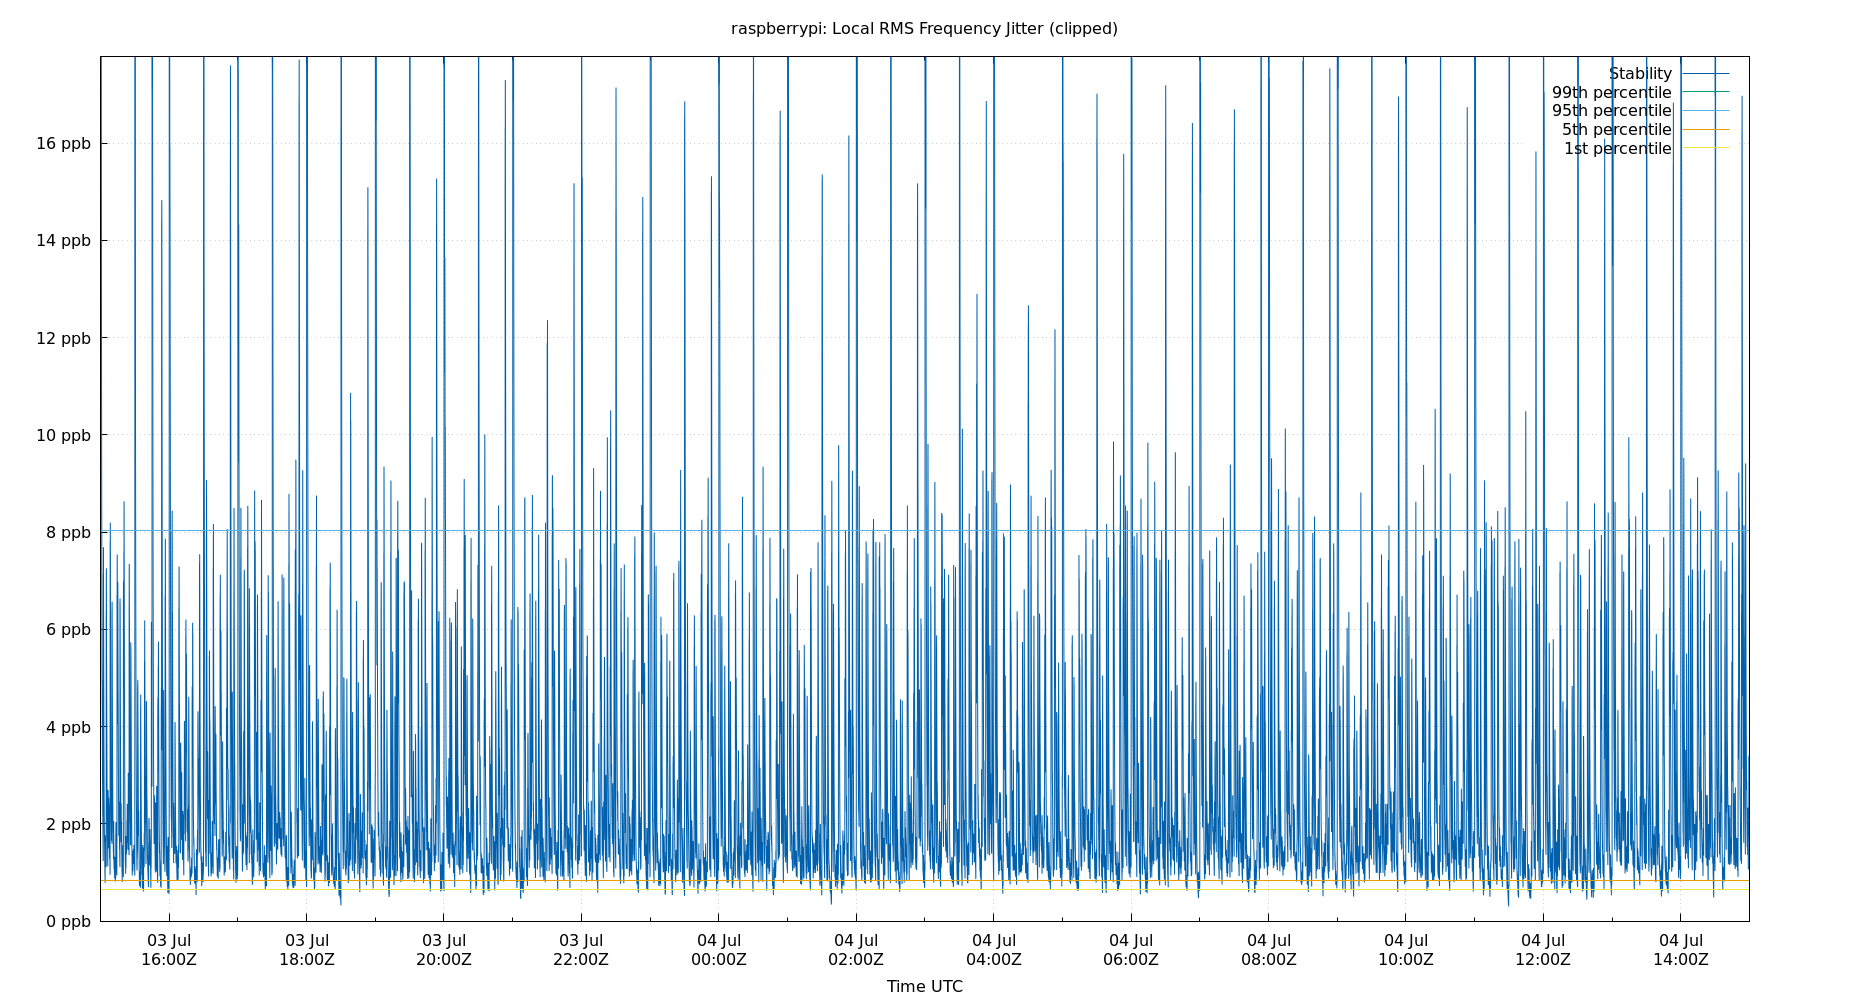 raspberrypi: Local RMS Frequency Jitter (clipped)
Stability
99th percentile
95th percentile
5th percentile
1st percentile
16 ppb
14 ppb
12 ppb
10 ppb
8 ppb
6 ppb
4 ppb
2 ppb
0 ppb
03 Jul 03 Jul 03 Jul 03 Jul 04 Jul 04 Jul 04 Jul 04 Jul 04 Jul 04 Jul 04 Jul 04 Jul
16:00Z 18:00Z 20:00Z 22:00Z 00:00Z 02:00Z 04:00Z 06:00Z 08:00Z 10:00Z 12:00Z 14:00Z
Time UTC